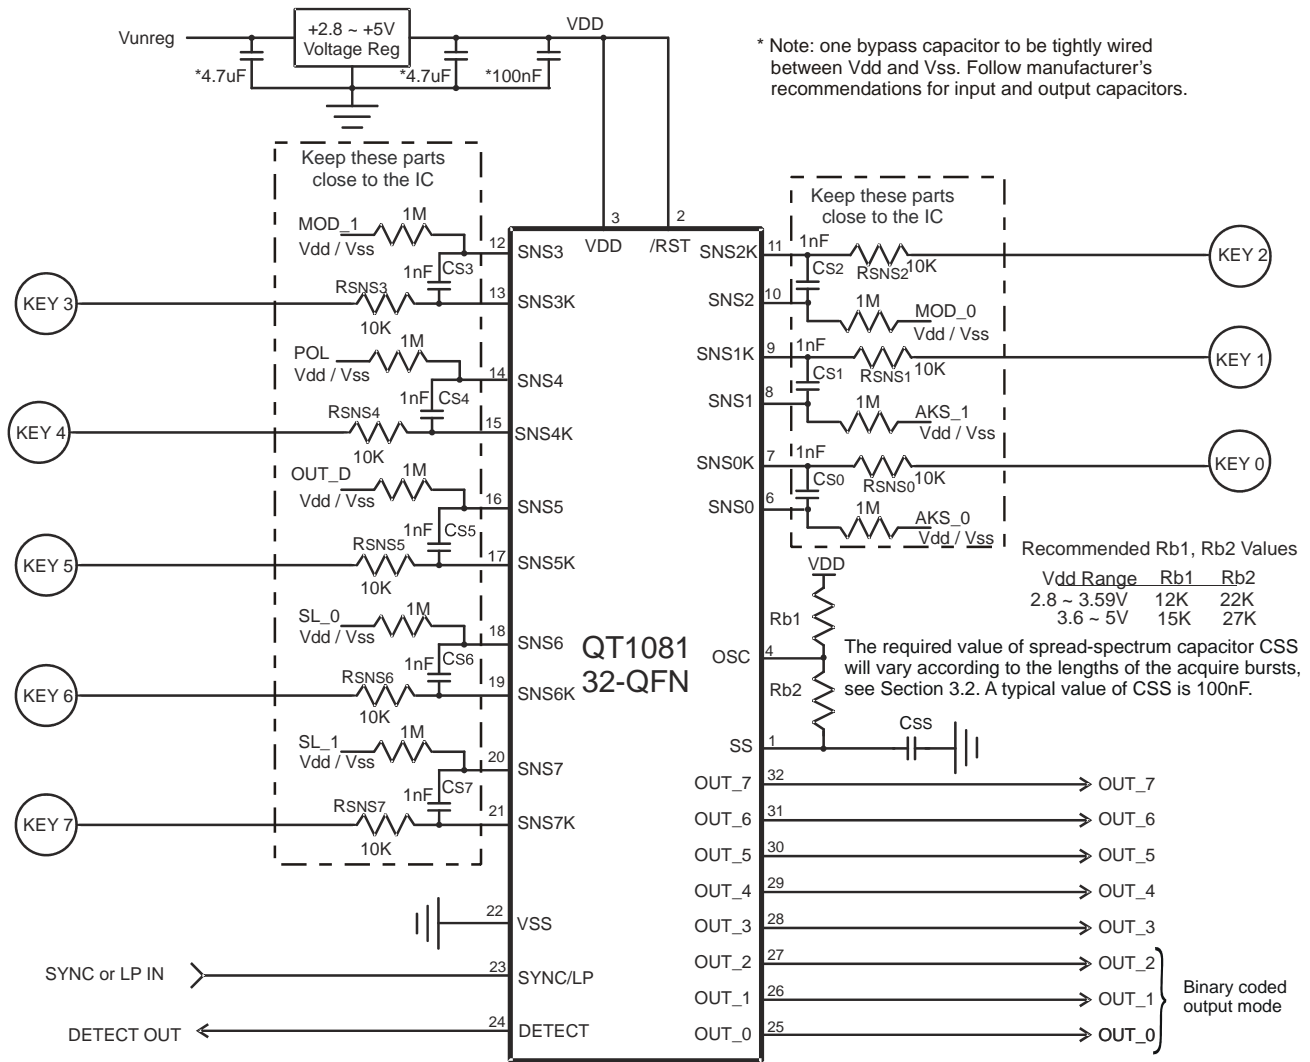 +2.8 ~ +5V
Voltage Reg
Vunreg
VDD
*4.7uF
*4.7uF
*100nF
* Note: one bypass capacitor to be tightly wired
between Vdd and Vss. Follow manufacturer's
recommendations for input and output capacitors.
Keep these parts
close to the IC
MOD_1
Vdd / Vss
1M
12
SNS3
1nF
CS3
RSNS3
10K
13
SNS3K
KEY 3
POL
Vdd / Vss
1M
14
SNS4
1nF
CS4
RSNS4
10K
15
SNS4K
KEY 4
OUT_D
Vdd / Vss
1M
16
SNS5
1nF
CS5
RSNS5
10K
17
SNS5K
KEY 5
SL_0
Vdd / Vss
1M
18
SNS6
1nF
CS6
RSNS6
10K
19
SNS6K
KEY 6
SL_1
Vdd / Vss
1M
20
SNS7
1nF
CS7
RSNS7
10K
21
SNS7K
KEY 7
22
VSS
SYNC or LP IN
23
SYNC/LP
DETECT OUT
24
DETECT
3
VDD
2
/RST
QT1081
32-QFN
Keep these parts
close to the IC
SNS2K
11
1nF
CS2
RSNS2
10K
KEY 2
SNS2
10
1M
MOD_0
Vdd / Vss
SNS1K
9
1nF
CS1
RSNS1
10K
KEY 1
SNS1
8
1M
AKS_1
Vdd / Vss
SNS0K
7
1nF
CS0
RSNS0
10K
KEY 0
SNS0
6
1M
AKS_0
Vdd / Vss
Recommended Rb1, Rb2 Values
Vdd Range Rb1 Rb2
2.8 ~ 3.59V 12K 22K
3.6 ~ 5V 15K 27K
VDD
Rb1
OSC
4
Rb2
The required value of spread-spectrum capacitor CSS
will vary according to the lengths of the acquire bursts,
see Section 3.2. A typical value of CSS is 100nF.
SS
1
CSS
OUT_7 32 OUT_7
OUT_6 31 OUT_6
OUT_5 30 OUT_5
OUT_4 29 OUT_4
OUT_3 28 OUT_3
OUT_2 27 OUT_2
OUT_1 26 OUT_1
OUT_0 25 OUT_0
Binary coded
output mode